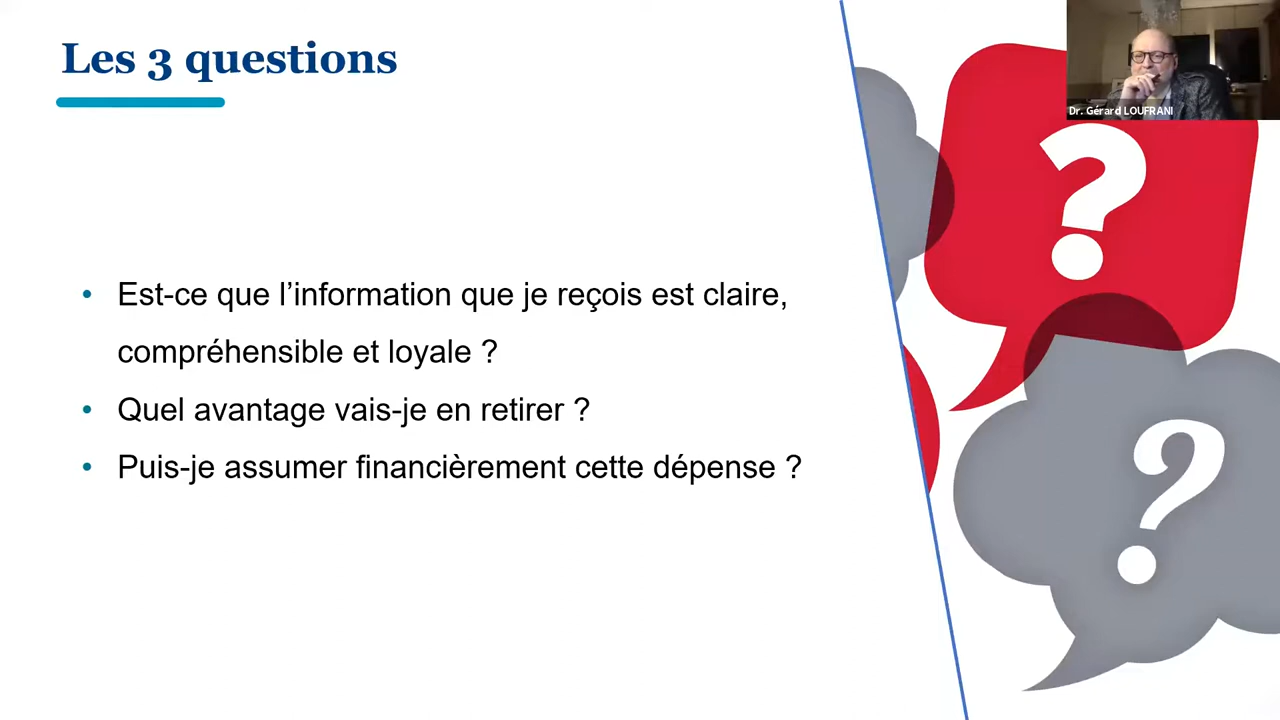 Les 3 questions
Dr. Gérard LOUFRANI
• Est-ce que l’information que je reçois est claire,
compréhensible et loyale ?
• Quel avantage vais-je en retirer ?
• Puis-je assumer financièrement cette dépense ?
?
?